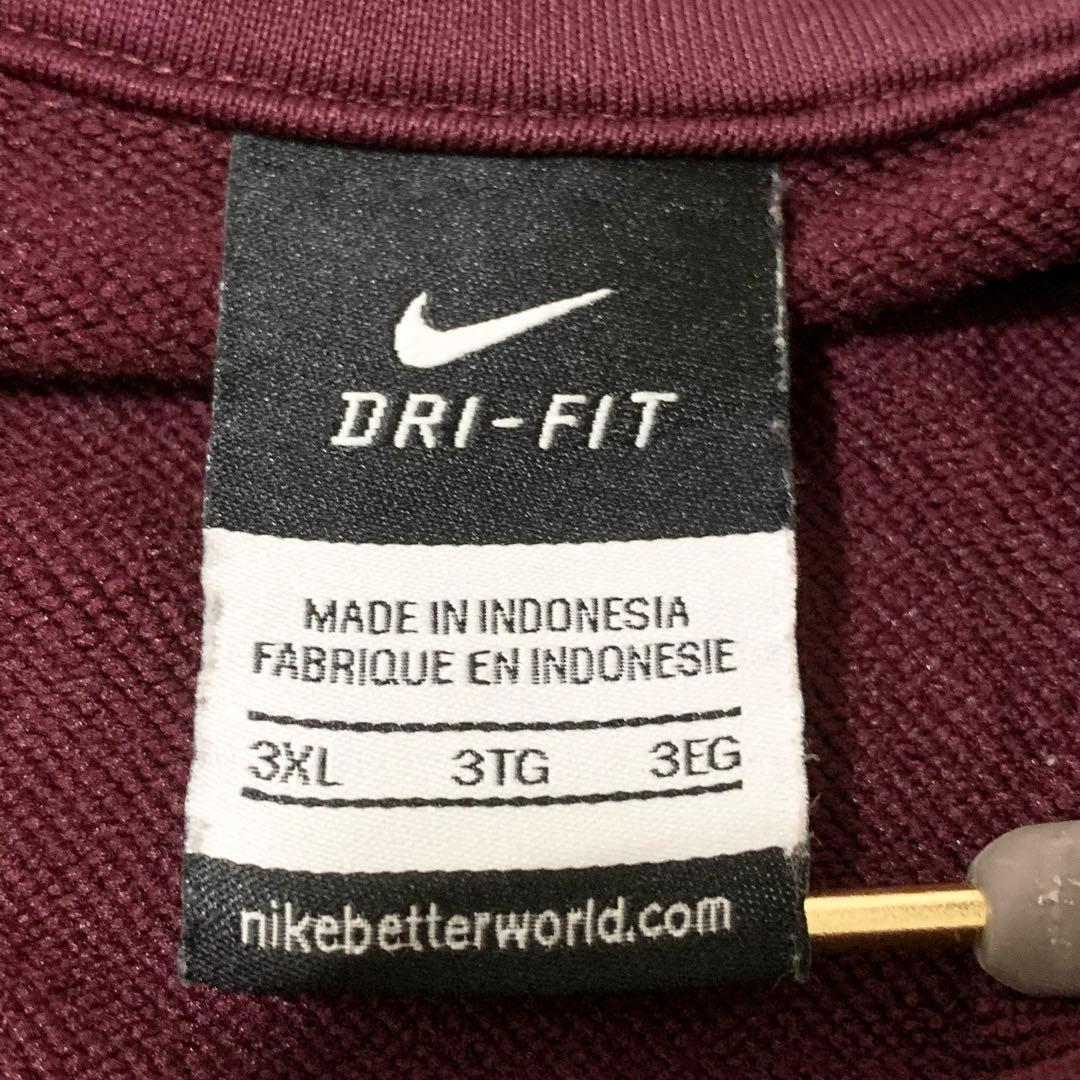 DRI-FIT
MADE IN INDONESIA
FABRIQUE EN INDONESIE
3XL 3TG 3EG
nikebetterworld.com